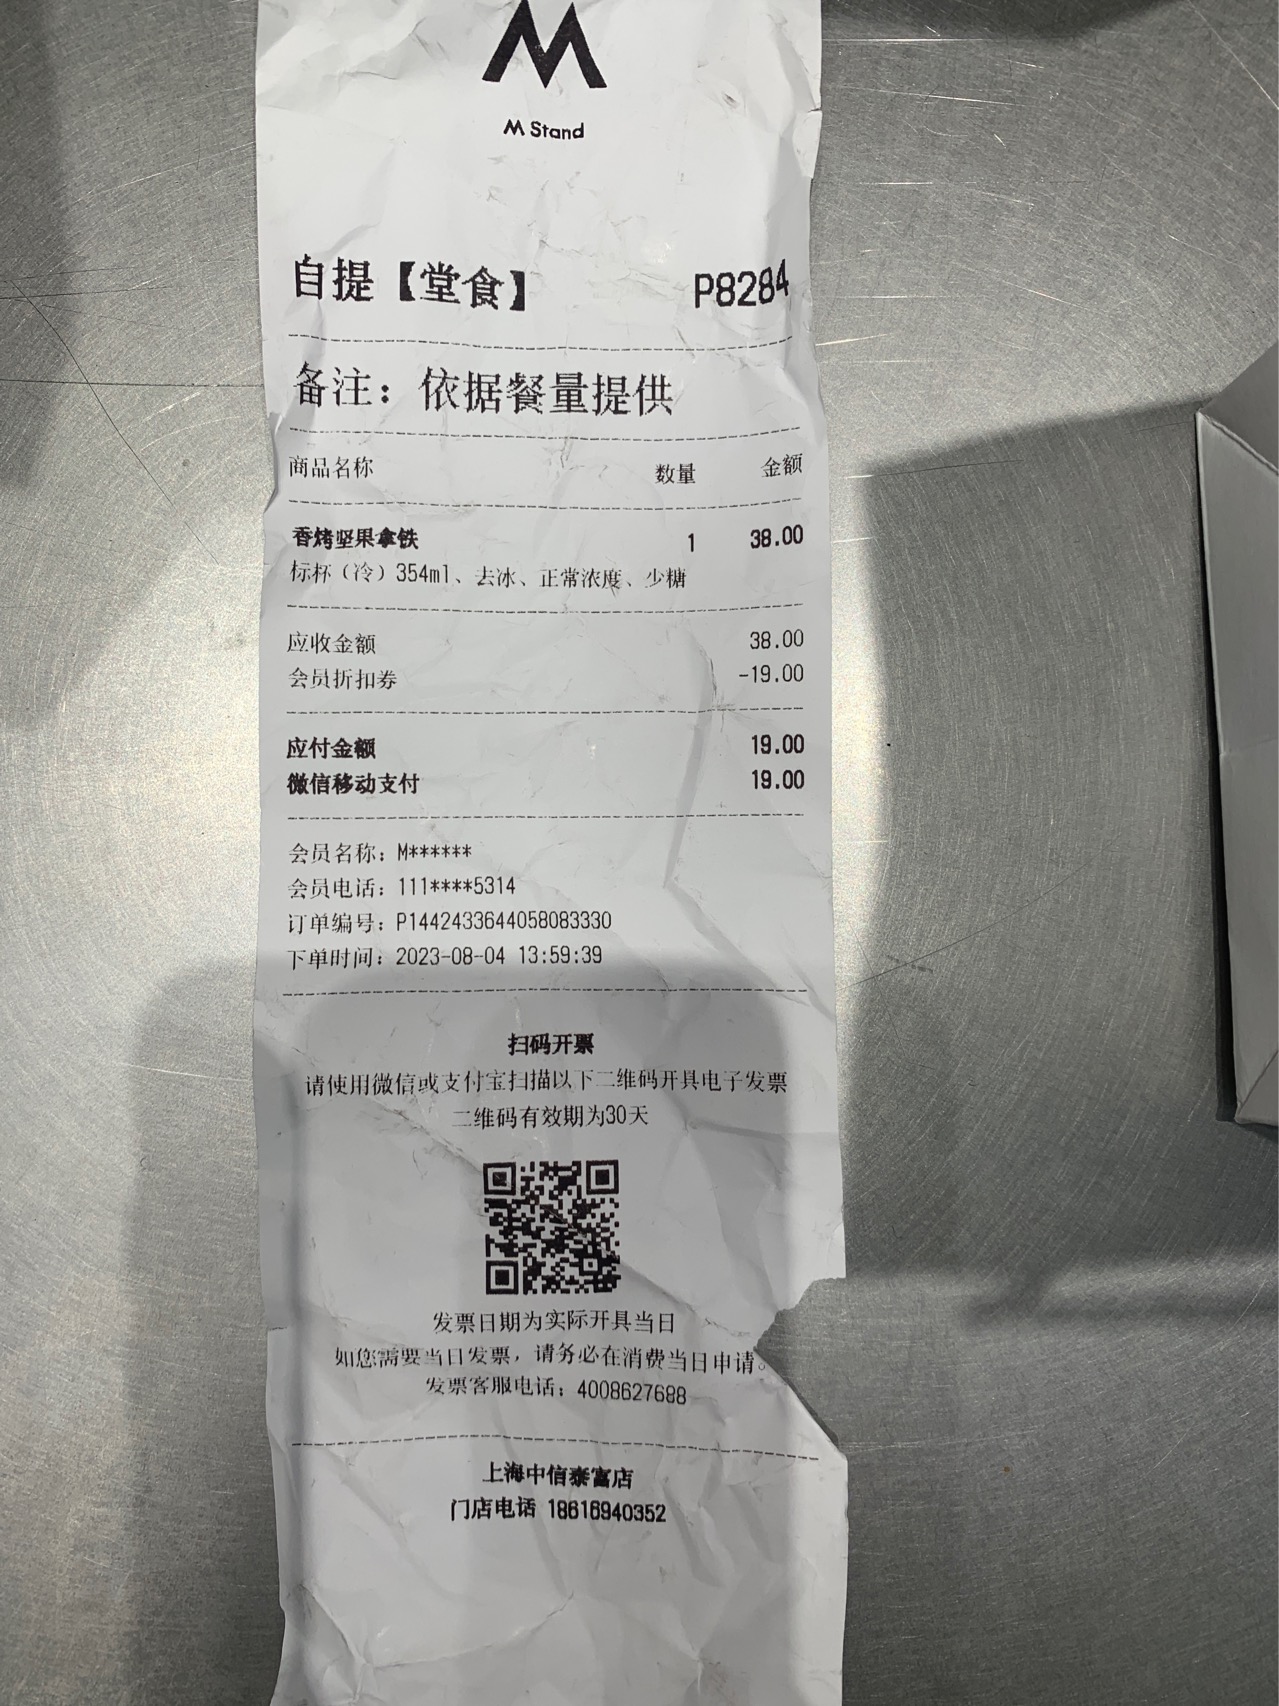 M Stand
自提【堂食】 P8284
备注：依据餐量提供
商品名称 数量 金额
香烤坚果拿铁 1 38.00
标杯（冷）354ml、去冰、正常浓度、少糖
应收金额 38.00
会员折扣券 -19.00
应付金额 19.00
微信移动支付 19.00
会员名称：M******
会员电话：111****5314
订单编号：P1442433644058083330
下单时间：2023-08-04 13:59:39
扫码开票
请使用微信或支付宝扫描以下二维码开具电子发票
二维码有效期为30天
发票日期为实际开具当日
如您需要当日发票，请务必在消费当日申请。
发票客服电话：4008627688
上海中信泰富店
门店电话 18616940352